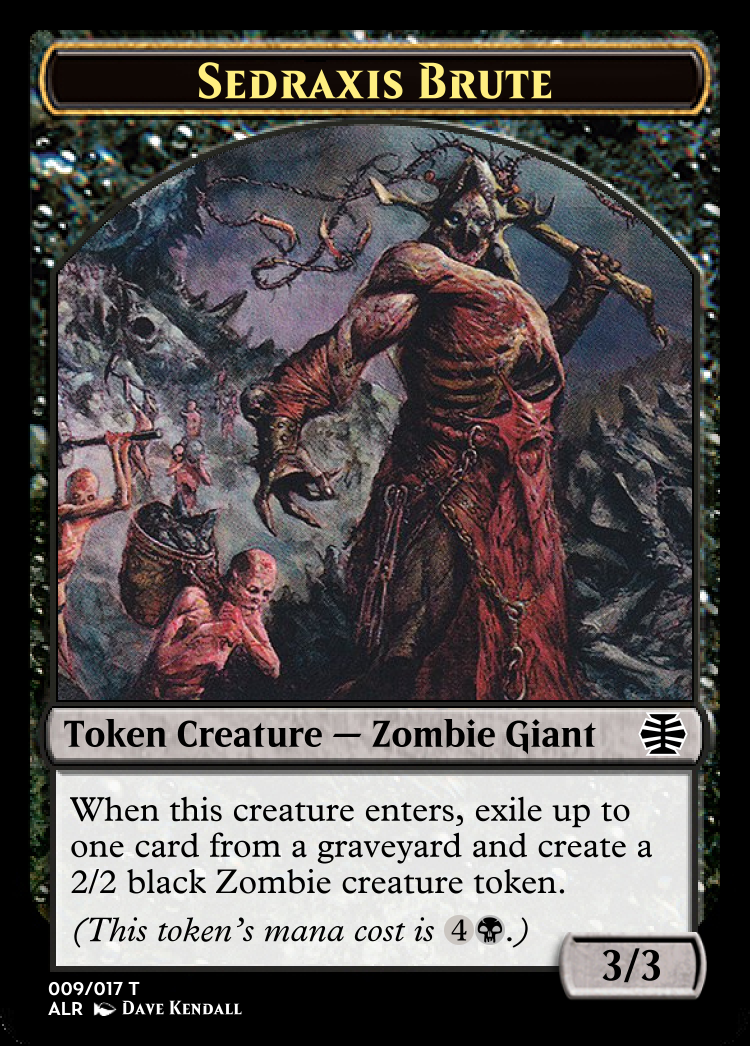 Sedraxis Brute
Token Creature — Zombie Giant
When this creature enters, exile up to
one card from a graveyard and create a
2/2 black Zombie creature token.
(This token's mana cost is 4.)
3/3
009/017 T
ALR Dave Kendall